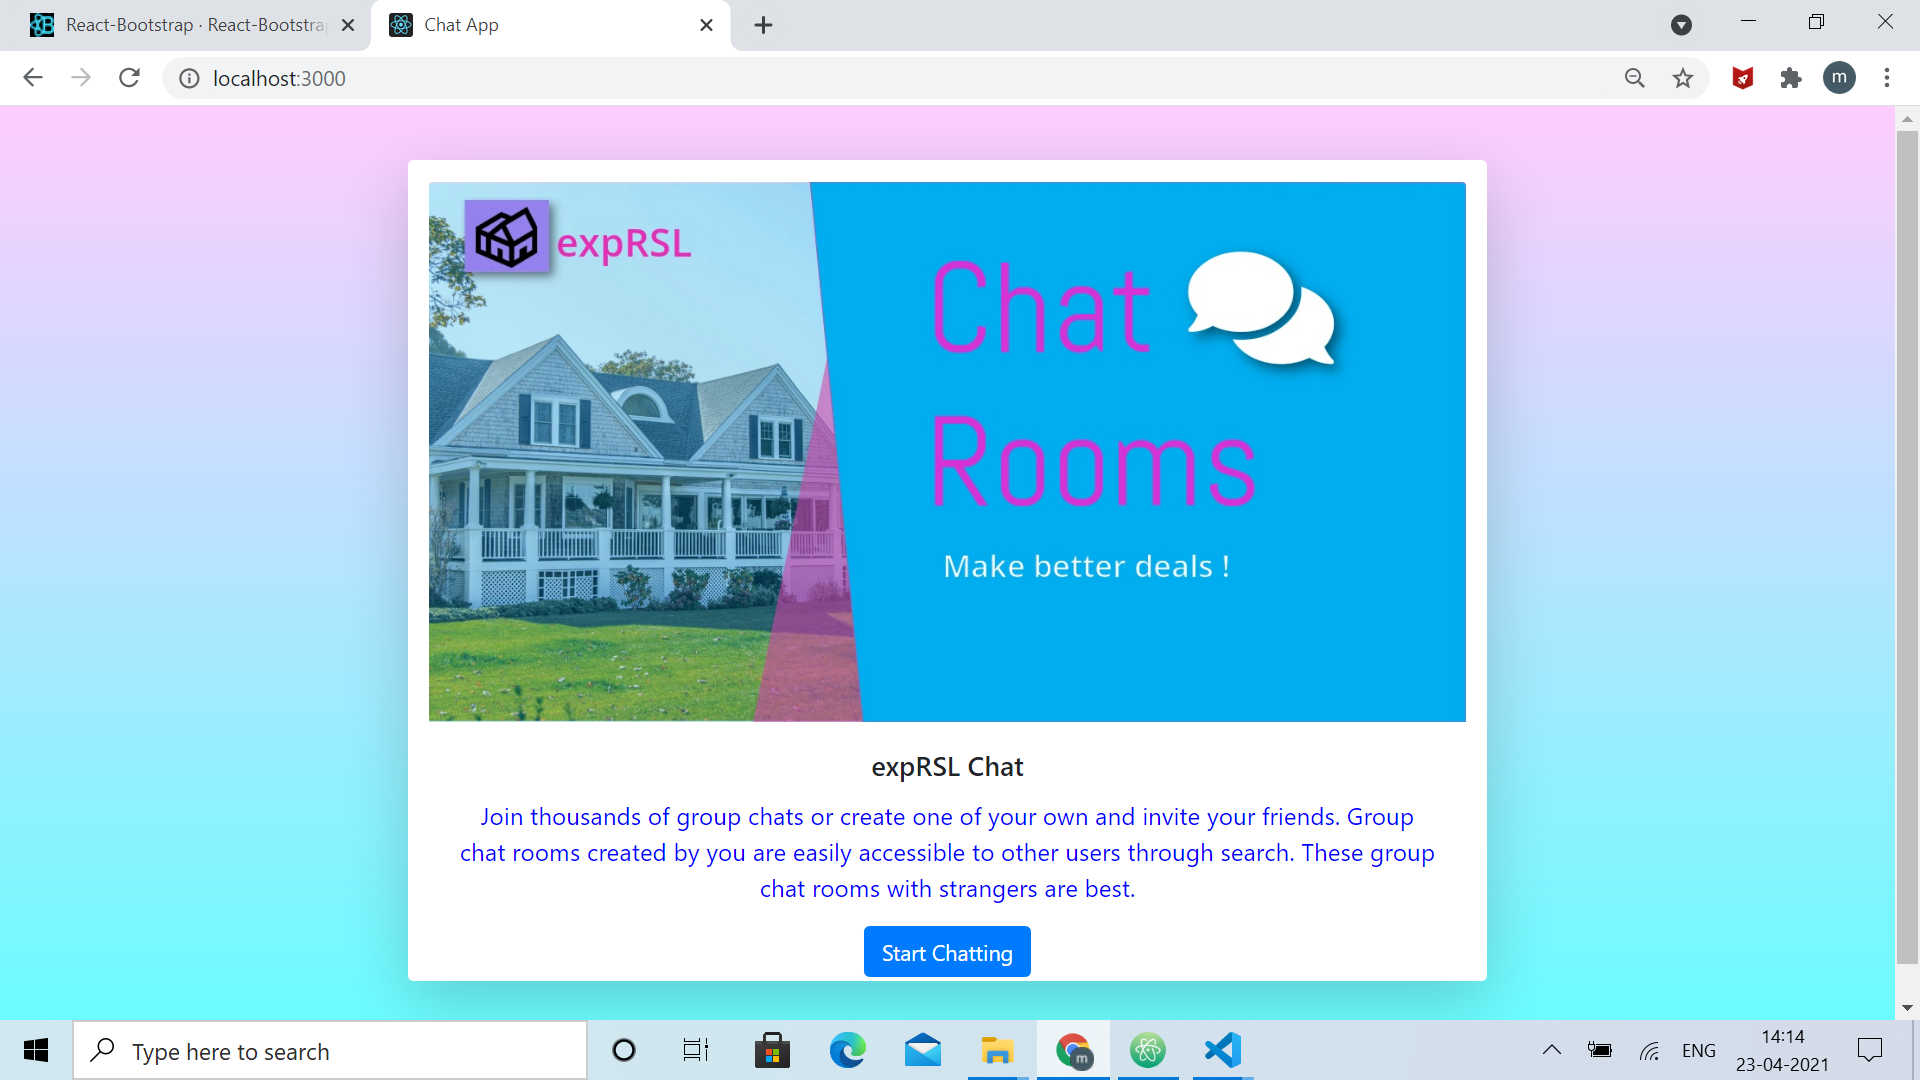 React-Bootstrap · React-Bootstra
Chat App
localhost:3000
m
expRSL
Chat
Rooms
Make better deals !
expRSL Chat
Join thousands of group chats or create one of your own and invite your friends. Group
chat rooms created by you are easily accessible to other users through search. These group
chat rooms with strangers are best.
Start Chatting
Type here to search
m
ENG
14:14
23-04-2021